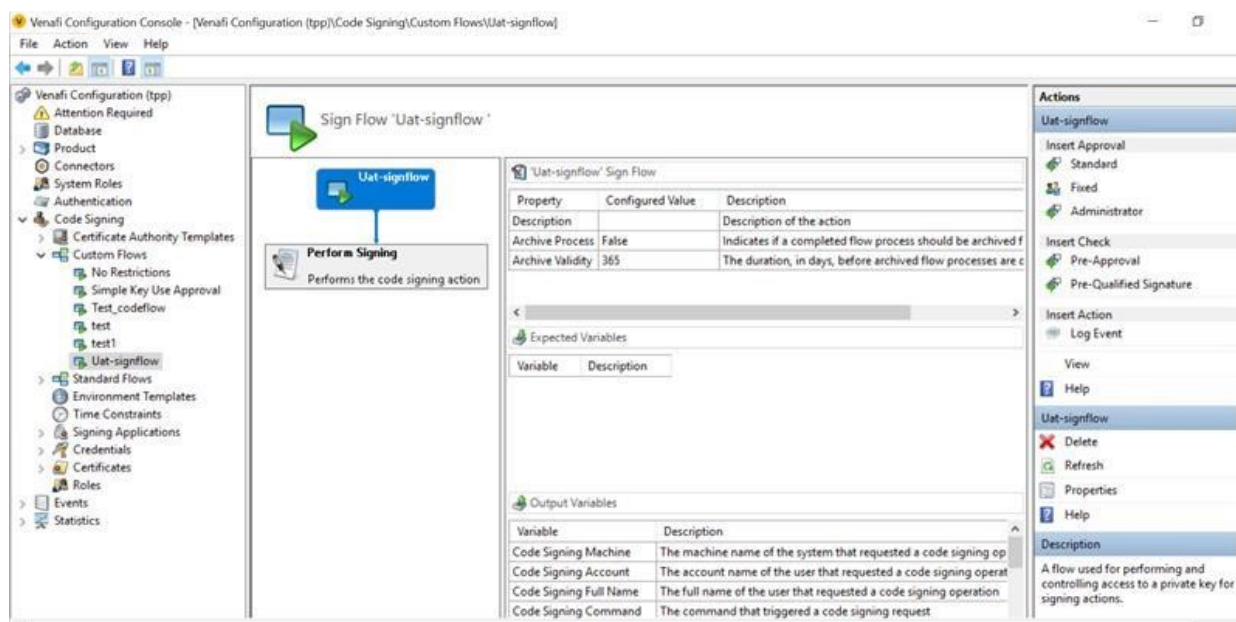 Venafi Configuration Console - [Venafi Configuration (tpp)\Code Signing\Custom Flows\Uat-signflow]
File Action View Help
Venafi Configuration (tpp)
Attention Required
Database
Product
Connectors
System Roles
Authentication
Code Signing
Certificate Authority Templates
Custom Flows
No Restrictions
Simple Key Use Approval
Test_codeflow
test
test1
Uat-signflow
Standard Flows
Environment Templates
Time Constraints
Signing Applications
Credentials
Certificates
Roles
Events
Statistics
Sign Flow 'Uat-signflow '
Uat-signflow
Perform Signing
Performs the code signing action
'Uat-signflow' Sign Flow
Property Configured Value Description
Description Description of the action
Archive Process False Indicates if a completed flow process should be archived f
Archive Validity 365 The duration, in days, before archived flow processes are c
Expected Variables
Variable Description
Output Variables
Variable Description
Code Signing Machine The machine name of the system that requested a code signing op
Code Signing Account The account name of the user that requested a code signing operat
Code Signing Full Name The full name of the user that requested a code signing operation
Code Signing Command The command that triggered a code signing request
Actions
Uat-signflow
Insert Approval
Standard
Fixed
Administrator
Insert Check
Pre-Approval
Pre-Qualified Signature
Insert Action
Log Event
View
Help
Uat-signflow
Delete
Refresh
Properties
Help
Description
A flow used for performing and
controlling access to a private key for
signing actions.